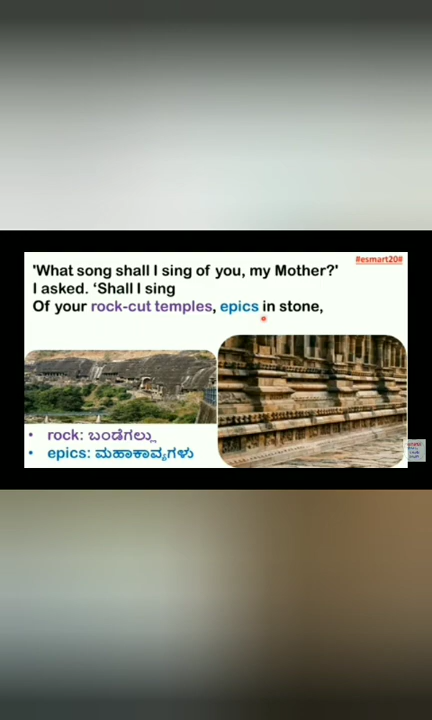 #esmart20#
'What song shall I sing of you, my Mother?'
I asked. ‘Shall I sing
Of your rock-cut temples, epics in stone,
• rock: ಬಂಡೆಗಲ್ಲು
• epics: ಮಹಾಕಾವ್ಯಗಳು